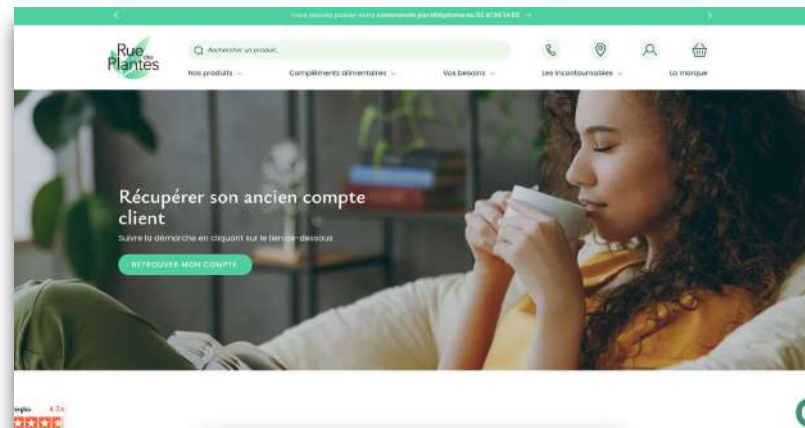 Vous pouvez passer votre commande par téléphone au
Rue
des
Plantes
Rechercher un produit..
Nos produits
Compléments alimentaires
Vos besoins
Les incontournables
La marque
Récupérer son ancien compte
client
Suivre la démarche en cliquant sur le lien ci-dessous
RETROUVER MON COMPTE